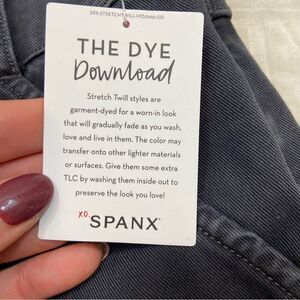 THE DYE
Download
Stretch Twill styles are
garment-dyed for a worn-in look
that will gradually fade as you wash,
love and live in them. The color may
transfer onto other lighter materials
or surfaces. Give them some extra
TLC by washing them inside out to
preserve the look you love!
xo, SPANX®